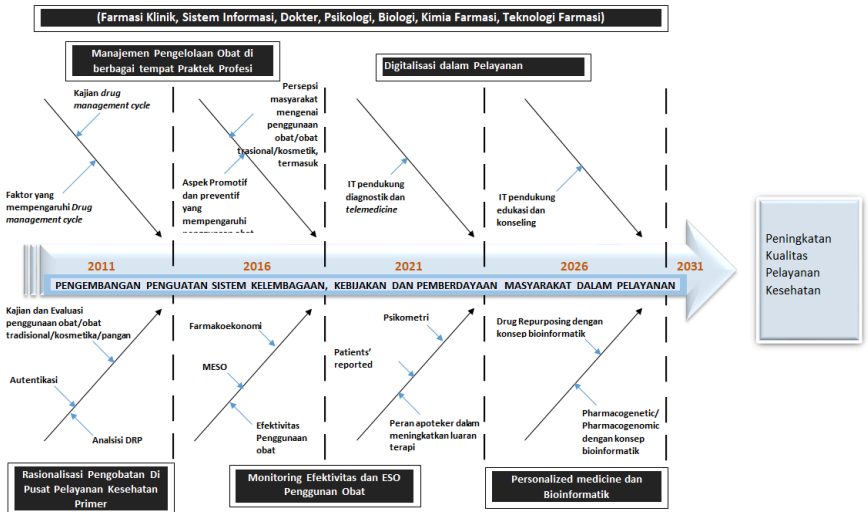 (Farmasi Klinik, Sistem Informasi, Dokter, Psikologi, Biologi, Kimia Farmasi, Teknologi Farmasi)
Manajemen Pengelolaan Obat di
berbagai tempat Praktek Profesi
Digitalisasi dalam Pelayanan
Kajian drug
management cycle
Faktor yang
mempengaruhi Drug
management cycle
Persepsi
masyarakat
mengenai
penggunaan
obat/obat
trasional/kosmetik,
termasuk
Aspek Promotif
dan preventif
yang
mempengaruhi
penggunaan obat
IT pendukung
diagnostik dan
telemedicine
IT pendukung
edukasi dan
konseling
2011
2016
2021
2026
2031
PENGEMBANGAN PENGUATAN SISTEM KELEMBAGAAN, KEBIJAKAN DAN PEMBERDAYAAN MASYARAKAT DALAM PELAYANAN
Peningkatan
Kualitas
Pelayanan
Kesehatan
Kajian dan Evaluasi
penggunaan obat/obat
tradisional/kosmetika/pangan
Autentikasi
Analsisi DRP
Farmakoekonomi
MESO
Efektivitas
Penggunaan
obat
Psikometri
Patients'
reported
Peran apoteker dalam
meningkatkan luaran
terapi
Drug Repurposing dengan
konsep bioinformatik
Pharmacogenetic/
Pharmacogenomic
dengan konsep
bioinformatik
Rasionalisasi Pengobatan Di
Pusat Pelayanan Kesehatan
Primer
Monitoring Efektivitas dan ESO
Penggunan Obat
Personalized medicine dan
Bioinformatik